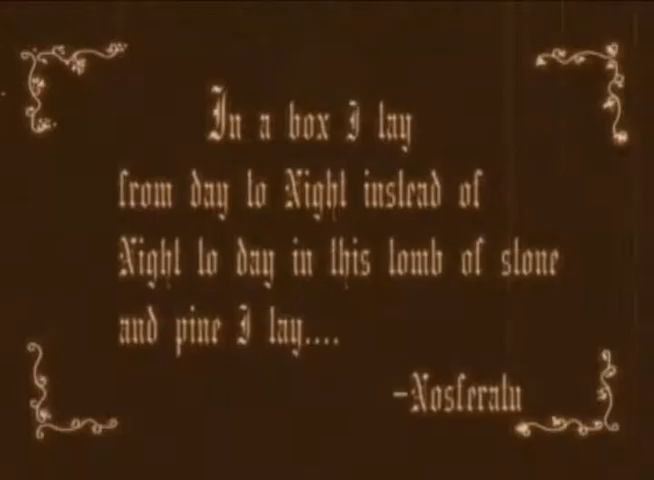 In a box I lay
from day to Night instead of
Night to day in this tomb of stone
and pine I lay....
-Nosferatu